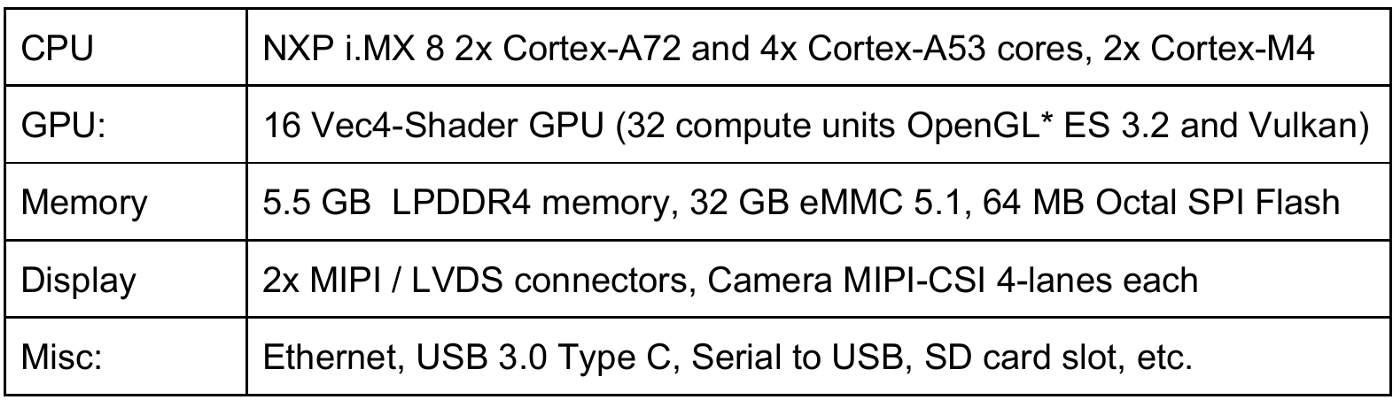 CPU NXP i.MX 8 2x Cortex-A72 and 4x Cortex-A53 cores, 2x Cortex-M4
GPU: 16 Vec4-Shader GPU (32 compute units OpenGL* ES 3.2 and Vulkan)
Memory 5.5 GB  LPDDR4 memory, 32 GB eMMC 5.1, 64 MB Octal SPI Flash
Display 2x MIPI / LVDS connectors, Camera MIPI-CSI 4-lanes each
Misc: Ethernet, USB 3.0 Type C, Serial to USB, SD card slot, etc.